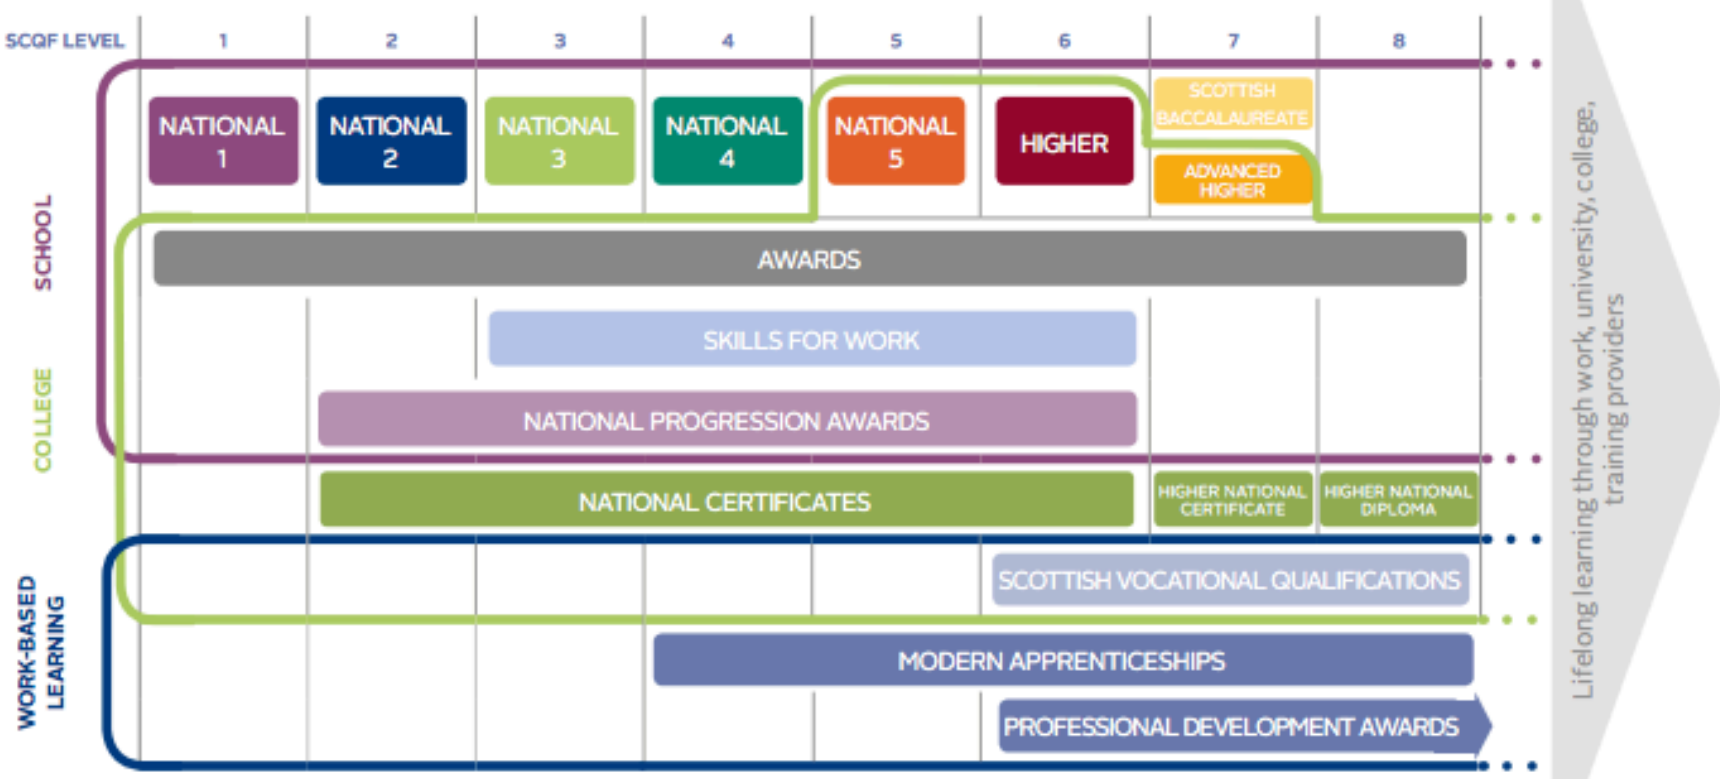 SCQF LEVEL 1 2 3 4 5 6 7 8
NATIONAL
1
NATIONAL
2
NATIONAL
3
NATIONAL
4
NATIONAL
5
HIGHER
SCOTTISH
BACCALAUREATE
ADVANCED
HIGHER
SCHOOL
AWARDS
SKILLS FOR WORK
COLLEGE
NATIONAL PROGRESSION AWARDS
NATIONAL CERTIFICATES
HIGHER NATIONAL
CERTIFICATE
HIGHER NATIONAL
DIPLOMA
WORK-BASED
LEARNING
SCOTTISH VOCATIONAL QUALIFICATIONS
MODERN APPRENTICESHIPS
PROFESSIONAL DEVELOPMENT AWARDS
Lifelong learning through work, university, college,
training providers